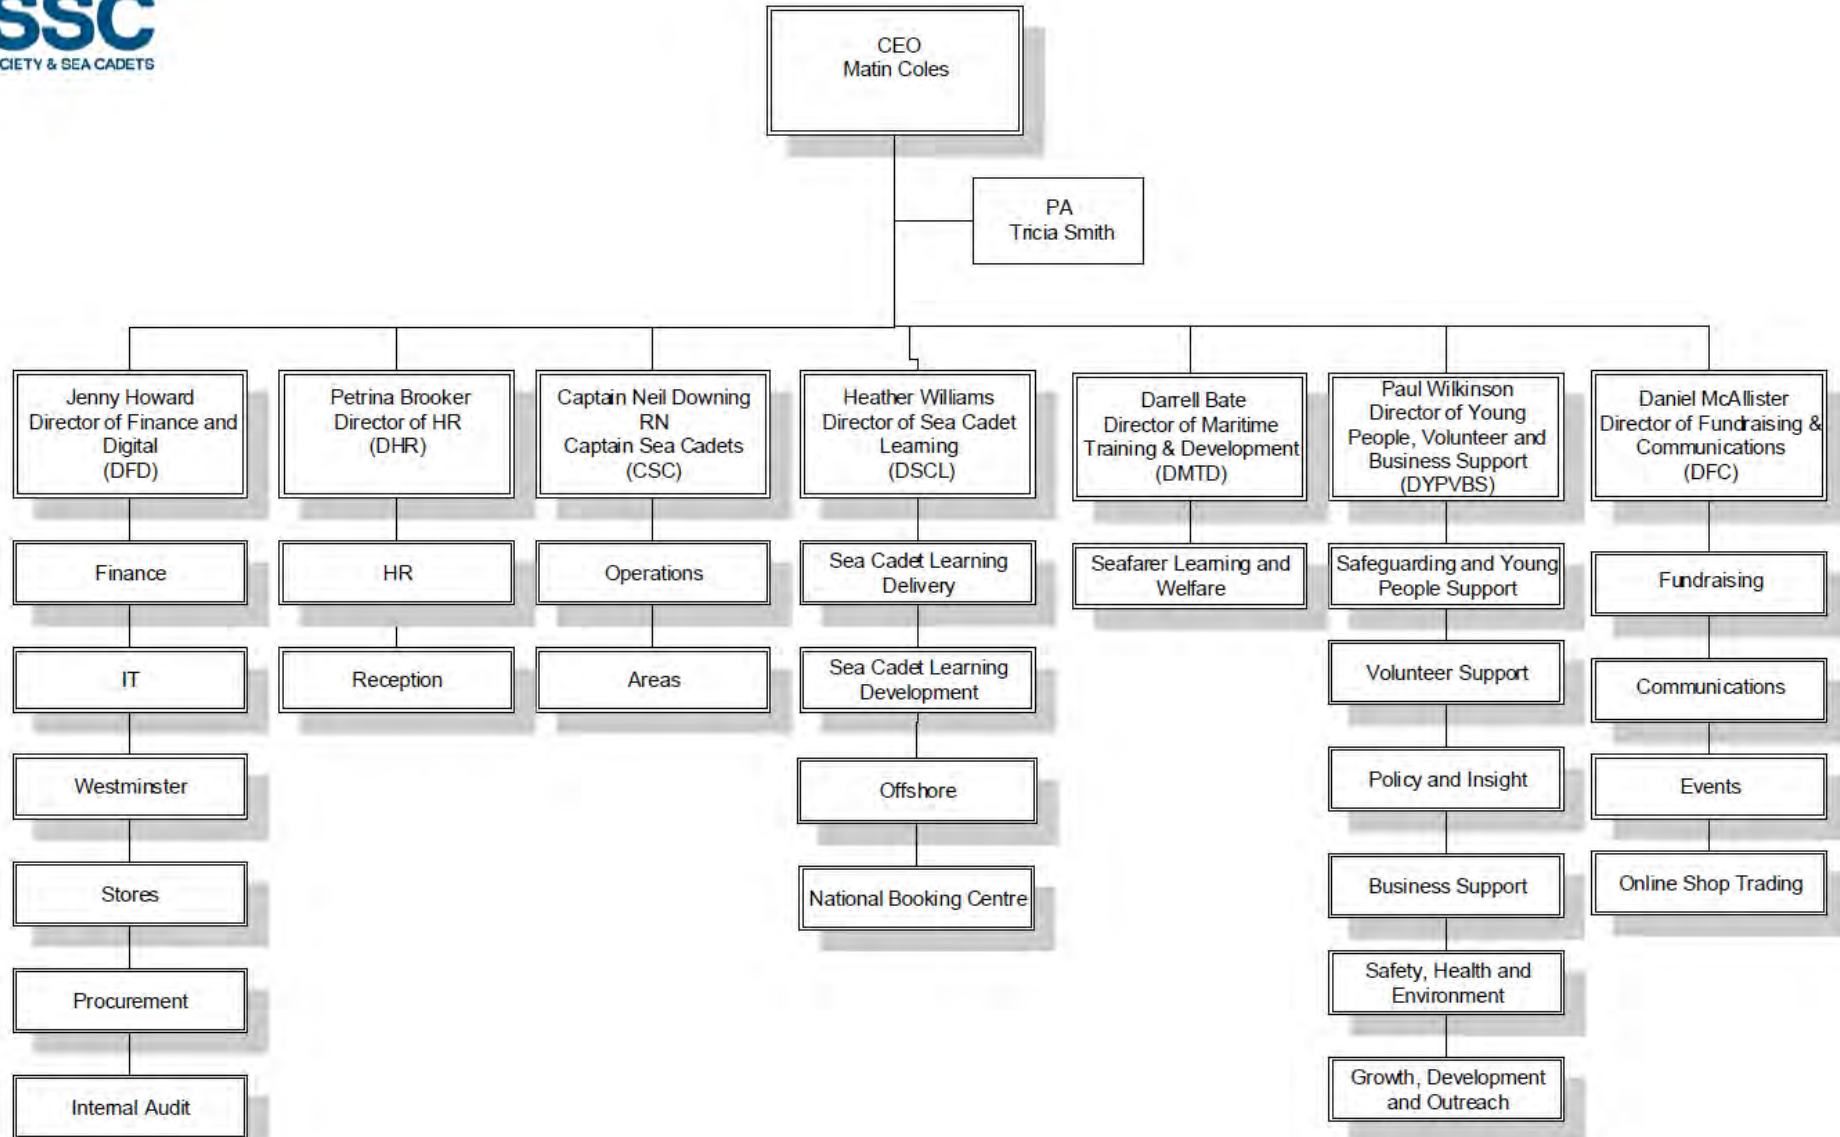 SSC
CIETY & SEA CADETS
CEO
Matin Coles
PA
Tricia Smith
Jenny Howard
Director of Finance and
Digital
(DFD)
Petrina Brooker
Director of HR
(DHR)
Captain Neil Downing
RN
Captain Sea Cadets
(CSC)
Heather Williams
Director of Sea Cadet
Learning
(DSCL)
Darrell Bate
Director of Maritime
Training & Development
(DMTD)
Paul Wilkinson
Director of Young
People, Volunteer and
Business Support
(DYPVBS)
Daniel McAllister
Director of Fundraising &
Communications
(DFC)
Finance
HR
Operations
Sea Cadet Learning
Delivery
Seafarer Learning and
Welfare
Safeguarding and Young
People Support
Fundraising
IT
Reception
Areas
Sea Cadet Learning
Development
Volunteer Support
Communications
Westminster
Offshore
Policy and Insight
Events
Stores
National Booking Centre
Business Support
Online Shop Trading
Procurement
Safety, Health and
Environment
Internal Audit
Growth, Development
and Outreach